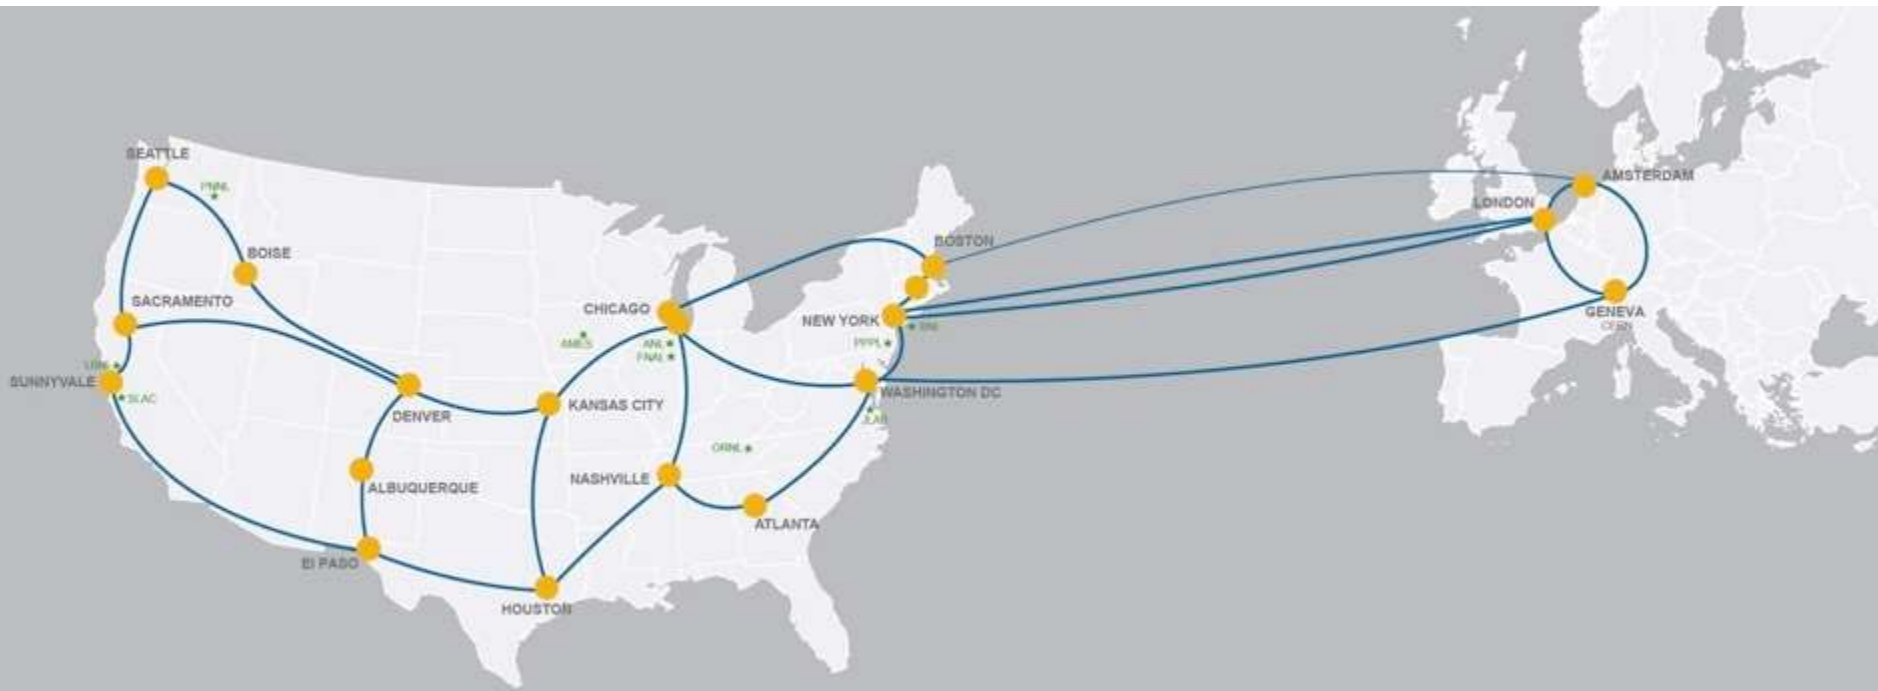 SEATTLE
PNNL
BOISE
SACRAMENTO
SUNNYVALE
SLAC
DENVER
ALBUQUERQUE
El PASO
HOUSTON
KANSAS CITY
AMES
CHICAGO
ANL
FNAL
NASHVILLE
ORNL
ATLANTA
BOSTON
NEW YORK
BNL
PPPL
WASHINGTON DC
JLAB
AMSTERDAM
LONDON
GENEVA
CERN